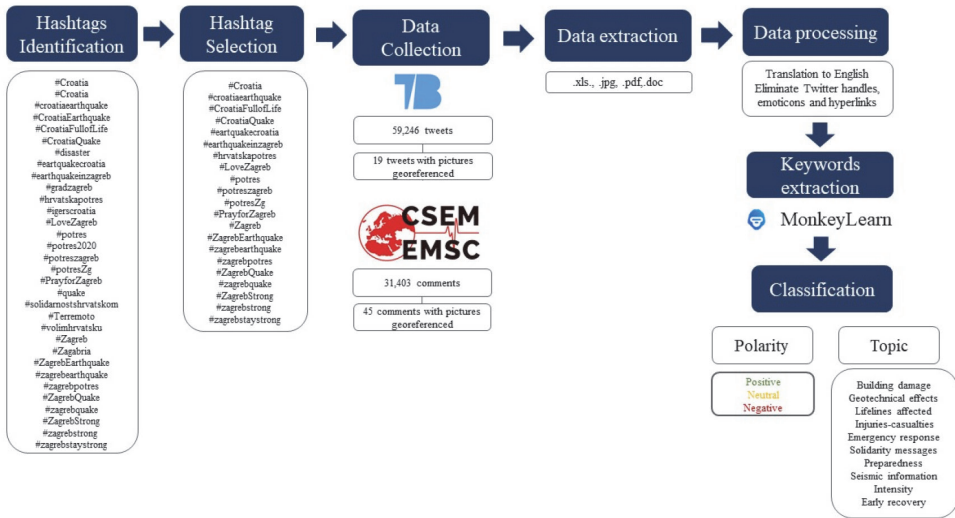 Hashtags
Identification
#Croatia
#Croatia
#croatiaearthquake
#CroatiaEarthquake
#CroatiaFullofLife
#CroatiaQuake
#disaster
#eartquakecroatia
#earthquakeinzagreb
#gradzagreb
#hrvatskapotres
#igerscroatia
#LoveZagreb
#potres
#potres2020
#potreszagreb
#potresZg
#PrayforZagreb
#quake
#solidarnostshrvatskom
#Terremoto
#volimhrvatsku
#Zagreb
#Zagabria
#ZagrebEarthquake
#zagrebearthquake
#zagrebpotres
#ZagrebQuake
#zagrebquake
#ZagrebStrong
#zagrebstrong
#zagrebstaystrong
Hashtag
Selection
#Croatia
#croatiaearthquake
#CroatiaFullofLife
#CroatiaQuake
#eartquakecroatia
#earthquakeinzagreb
#hrvatskapotres
#LoveZagreb
#potres
#potreszagreb
#potresZg
#PrayforZagreb
#Zagreb
#ZagrebEarthquake
#zagrebearthquake
#zagrebpotres
#ZagrebQuake
#zagrebquake
#ZagrebStrong
#zagrebstrong
#zagrebstaystrong
Data
Collection
TB
59,246 tweets
19 tweets with pictures
georeferenced
CSEM
EMSC
31,403 comments
45 comments with pictures
georeferenced
Data extraction
.xls., .jpg, .pdf,.doc
Data processing
Translation to English
Eliminate Twitter handles,
emoticons and hyperlinks
Keywords
extraction
MonkeyLearn
Classification
Polarity
Positive
Neutral
Negative
Topic
Building damage
Geotechnical effects
Lifelines affected
Injuries-casualties
Emergency response
Solidarity messages
Preparedness
Seismic information
Intensity
Early recovery